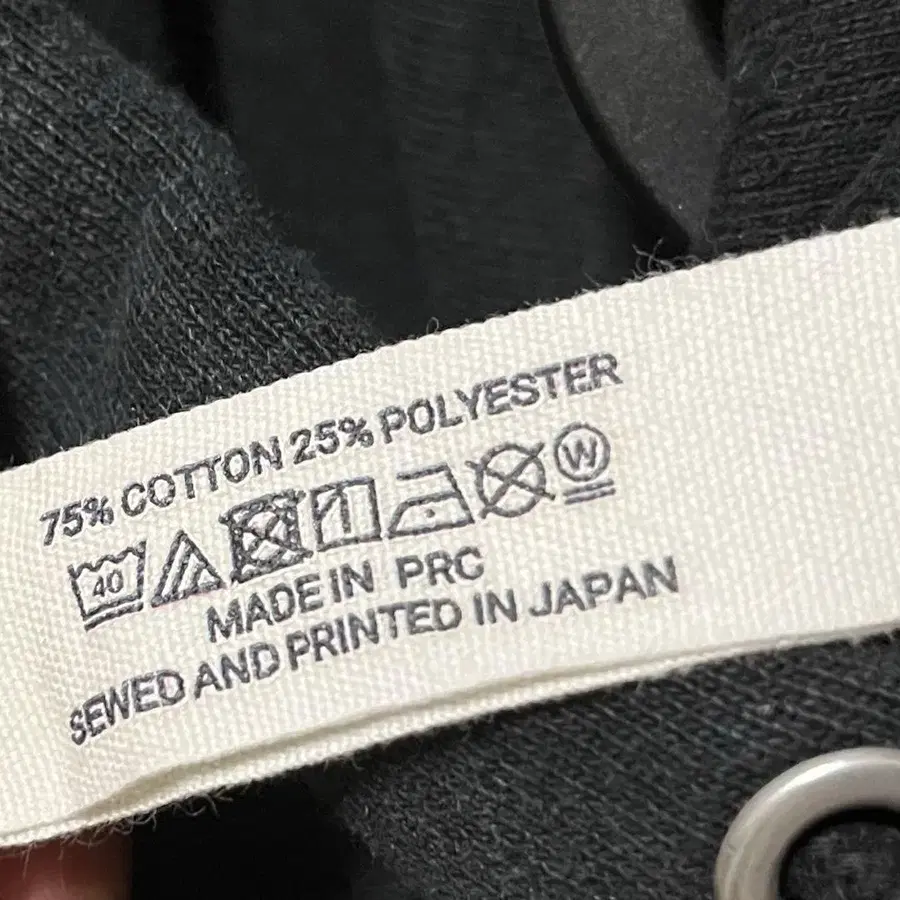 75% COTTON 25% POLYESTER
40 W
MADE IN PRC
SEWED AND PRINTED IN JAPAN